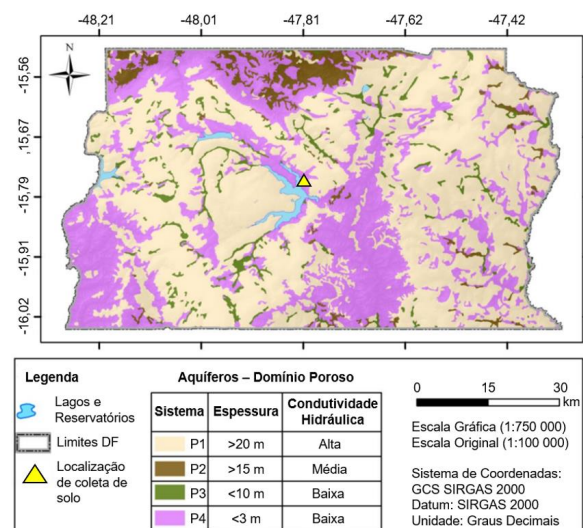 -48,21 -48,01 -47,81 -47,62 -47,42
N
-15,56
-15,67
-15,79
-15,91
-16,02
Legenda
Lagos e
Reservatórios
Limites DF
Localização
de coleta de
solo
Aquíferos – Domínio Poroso
Sistema Espessura Condutividade
Hidráulica
P1 >20 m Alta
P2 >15 m Média
P3 <10 m Baixa
P4 <3 m Baixa
0 15 30
km
Escala Gráfica (1:750 000)
Escala Original (1:100 000)
Sistema de Coordenadas:
GCS SIRGAS 2000
Datum: SIRGAS 2000
Unidade: Graus Decimais